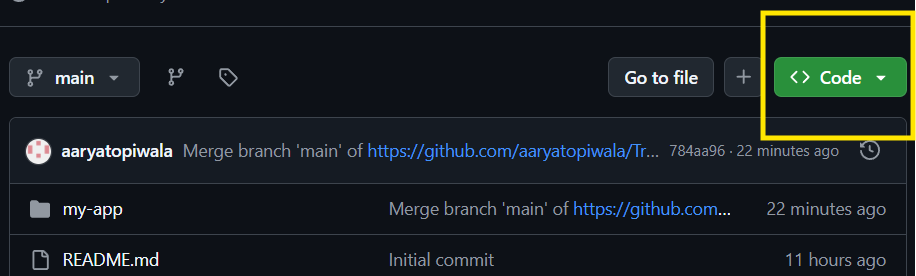 main
Go to file
+
<> Code
aaryatopiwala Merge branch 'main' of https://github.com/aaryatopiwala/Tr... 784aa96 · 22 minutes ago
my-app Merge branch 'main' of https://github.com... 22 minutes ago
README.md Initial commit 11 hours ago